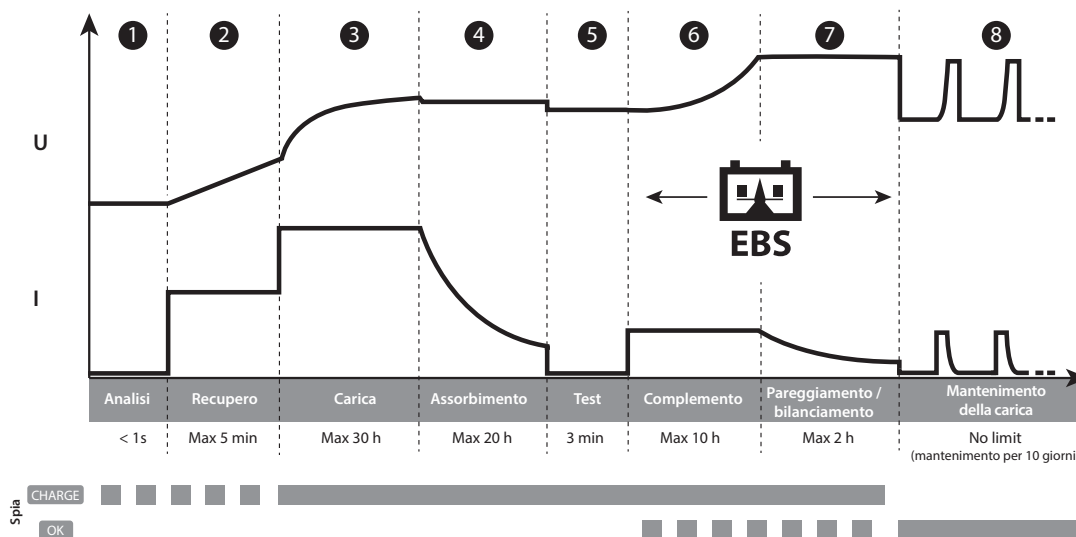 1 2 3 4 5 6 7 8
U
EBS
I
Analisi Recupero Carica Assorbimento Test Complemento Pareggiamento / bilanciamento Mantenimento della carica
< 1s Max 5 min Max 30 h Max 20 h 3 min Max 10 h Max 2 h No limit
(mantenimento per 10 giorni
Spia
CHARGE
OK